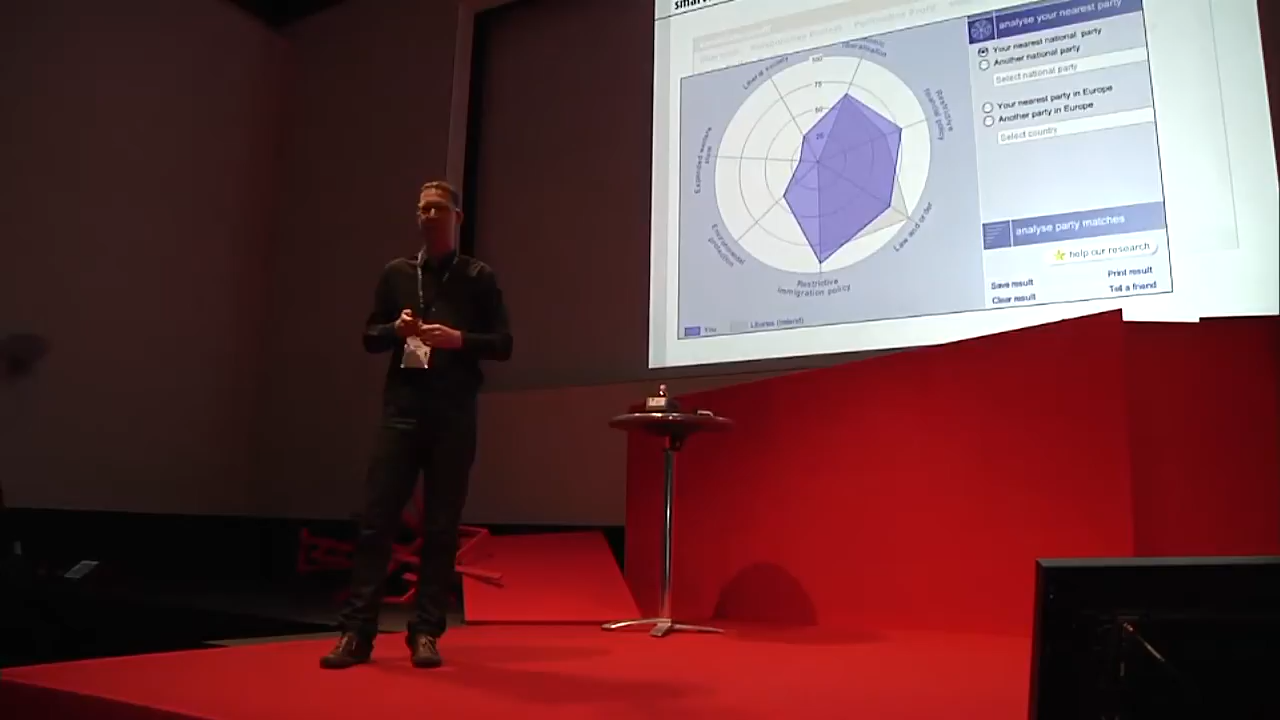 analyse your nearest party
Your nearest national party
Another national party
Select national party
Your nearest party in Europe
Another party in Europe
Select country
analyse party matches
help our research
Save result
Print result
Clear result
Tell a friend
100
75
50
25
liberalisation
Restrictive
financial policy
Law and order
Restrictive
immigration policy
Environmental
protection
Expanded welfare
state
Liberal society
You
Libertas (Ireland)